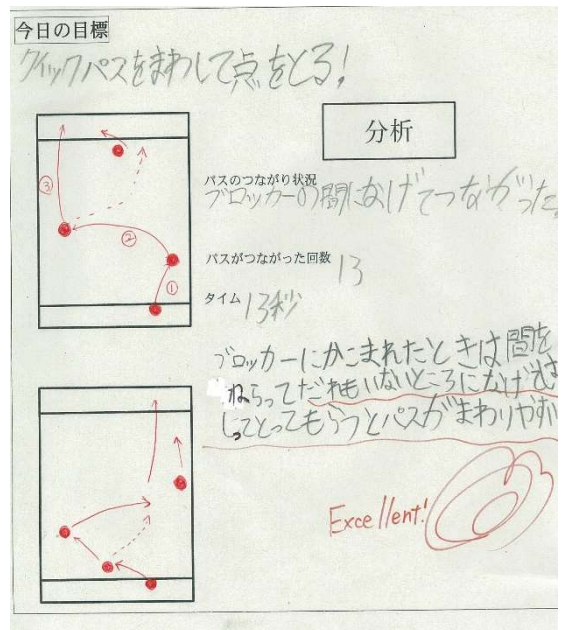 今日の目標
クイックパスをまわして点をとる!
分析
パスのつながり状況
ブロッカーの間になげてつながった。
パスがつながった回数 13
タイム 13秒
③
②
①
ブロッカーにかこまれたときは間を
ねらってだれもいないところになげては
しってとってもらうとパスがまわりやす
Excellent!